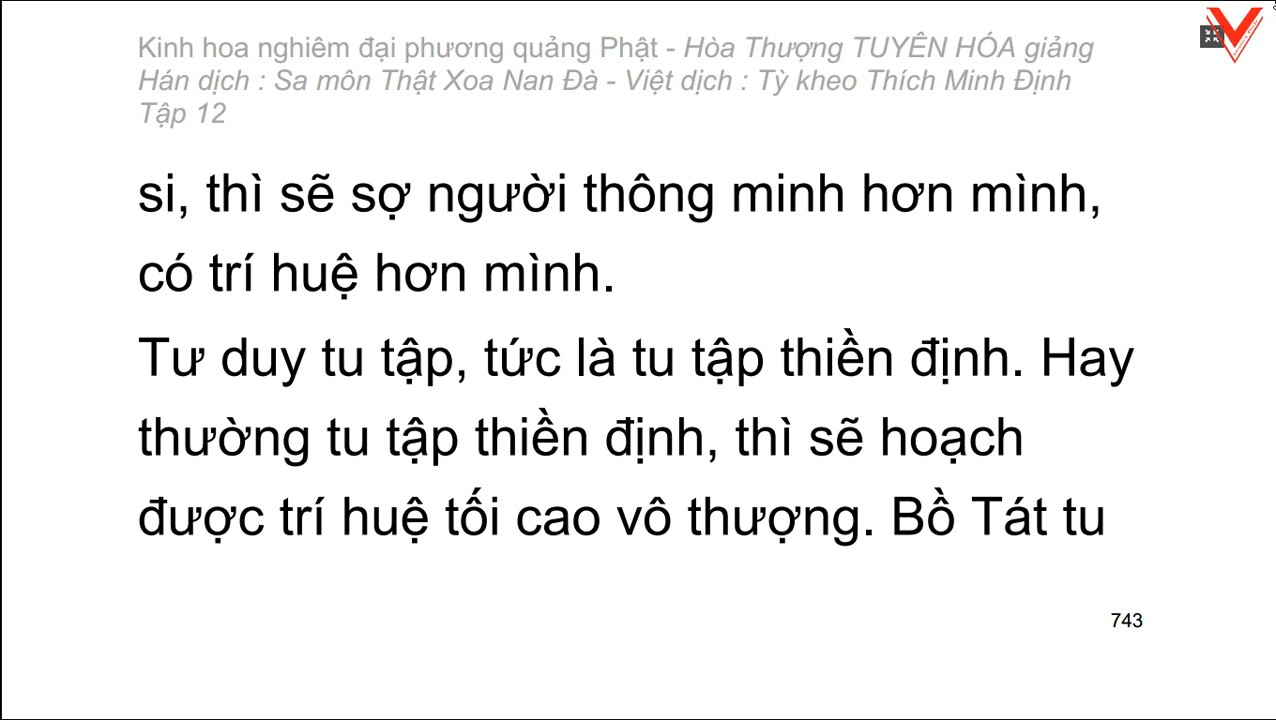 Kinh hoa nghiêm đại phương quảng Phật - Hòa Thượng TUYÊN HÓA giảng
Hán dịch : Sa môn Thật Xoa Nan Đà - Việt dịch : Tỳ kheo Thích Minh Định
Tập 12
si, thì sẽ sợ người thông minh hơn mình,
có trí huệ hơn mình.
Tư duy tu tập, tức là tu tập thiền định. Hay
thường tu tập thiền định, thì sẽ hoạch
được trí huệ tối cao vô thượng. Bồ Tát tu
743